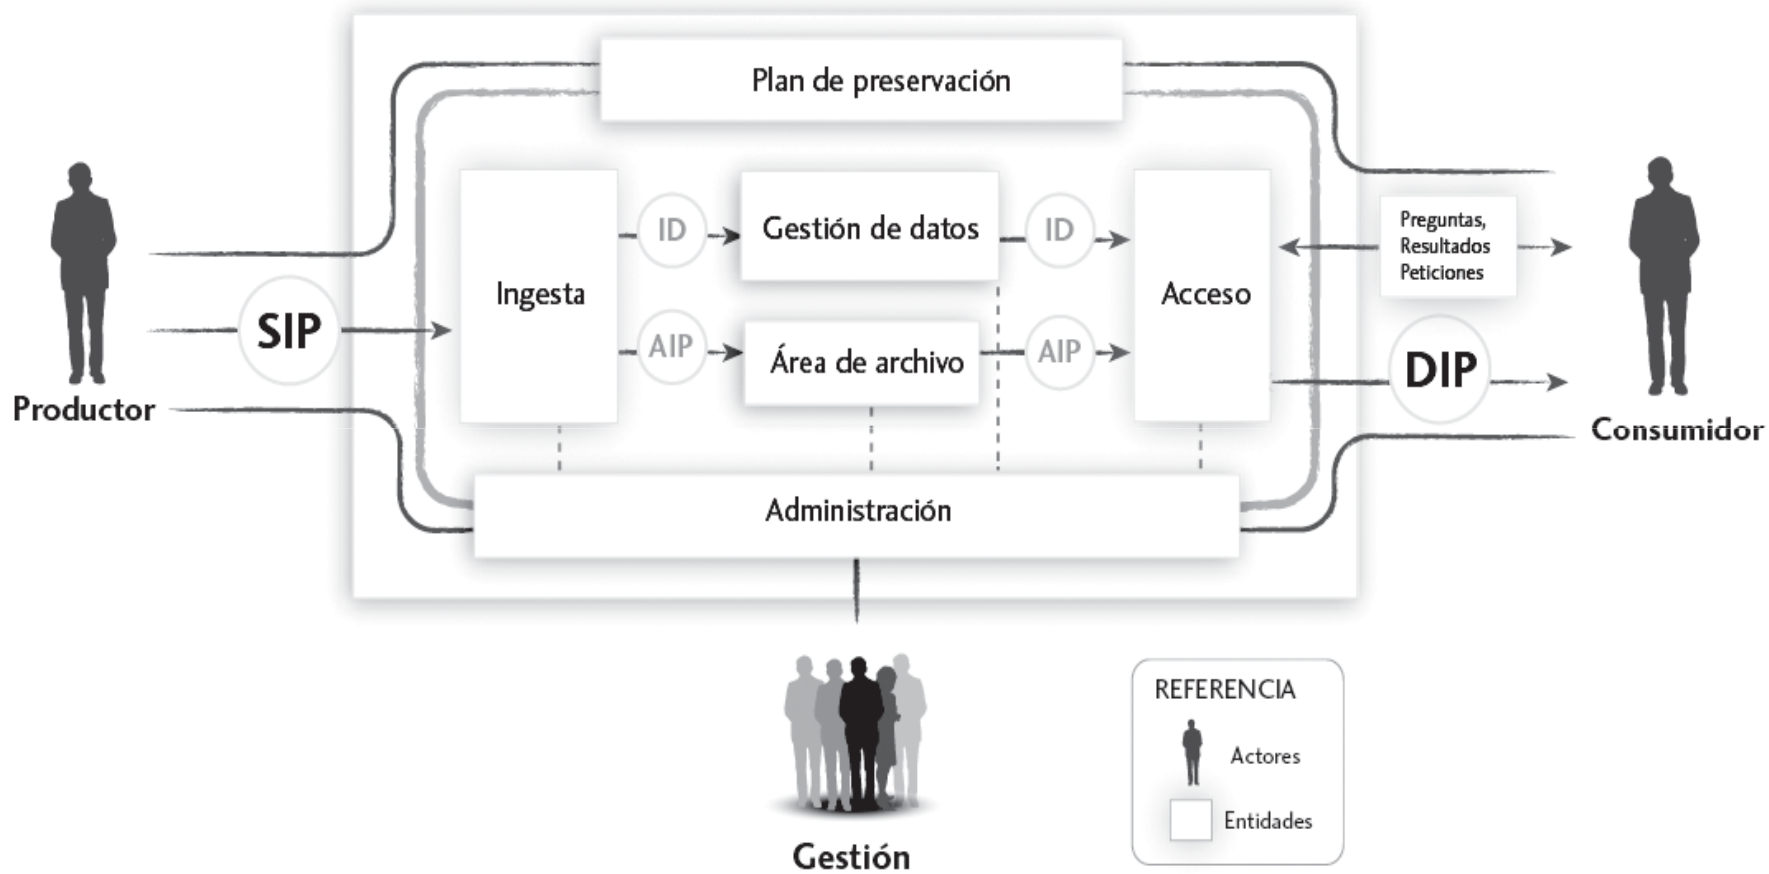 Plan de preservación
Ingesta
ID
Gestión de datos
ID
Acceso
Preguntas,
Resultados
Peticiones
SIP
AIP
Área de archivo
AIP
DIP
Productor
Consumidor
Administración
Gestión
REFERENCIA
Actores
Entidades